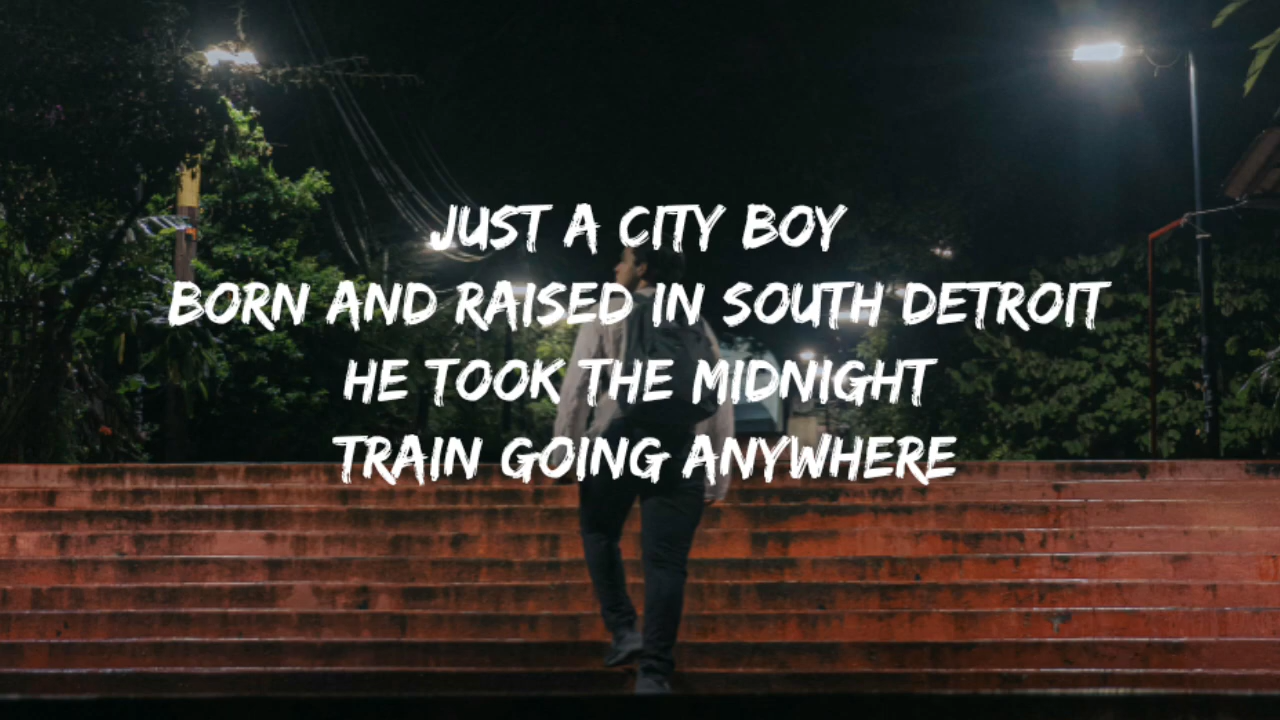 JUST A CITY BOY
BORN AND RAISED IN SOUTH DETROIT
HE TOOK THE MIDNIGHT
TRAIN GOING ANYWHERE